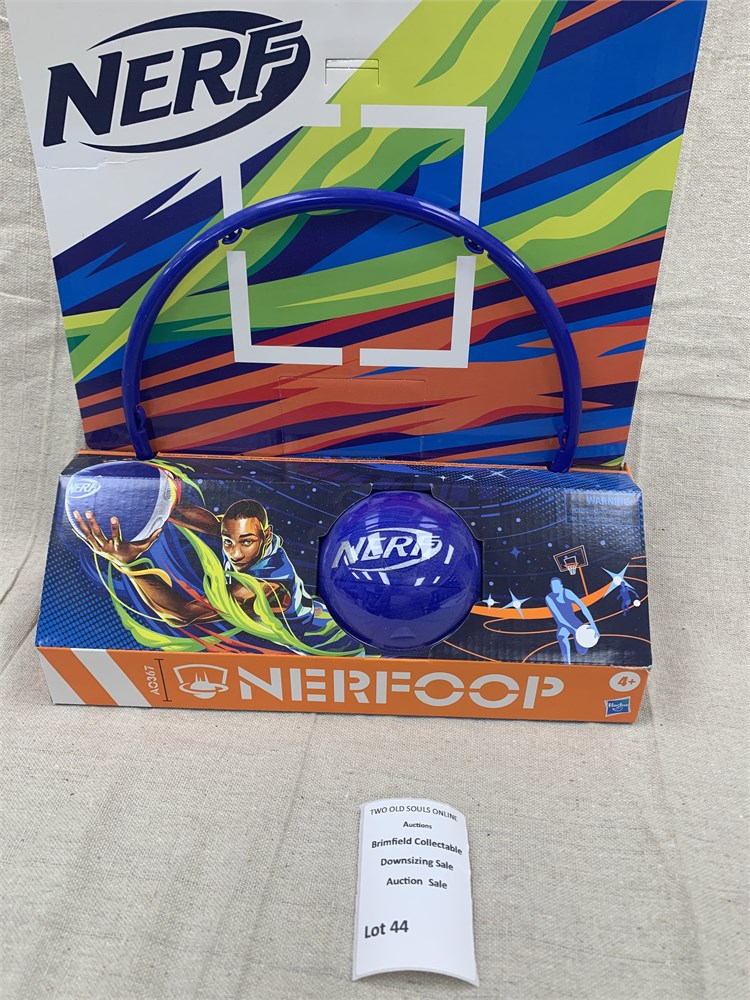 NERF
NERF
NERF
WARNING
AC367
NERFOOP
4+
Hasbro
TWO OLD SOULS ONLINE
Auctions
Brimfield Collectable
Downsizing Sale
Auction Sale
Lot 44